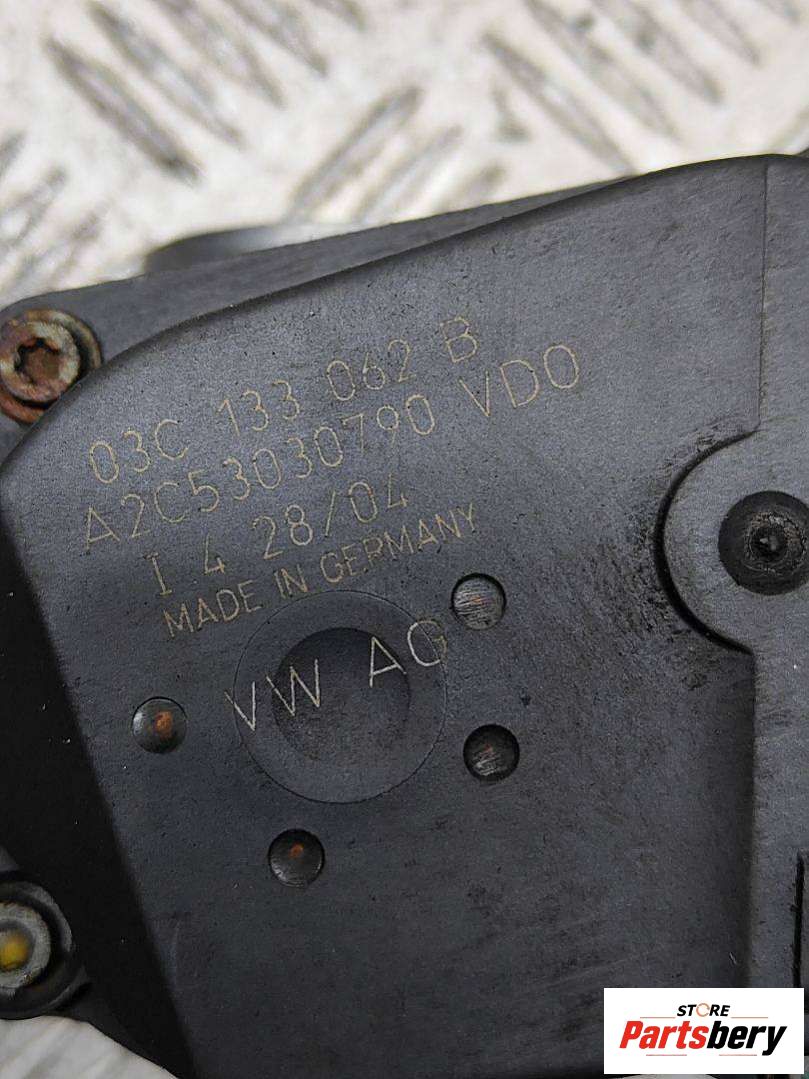 03C 133 062 B
A2C53030790 VDO
I 4 28/04
MADE IN GERMANY
VW AG
STORE
Partsbery